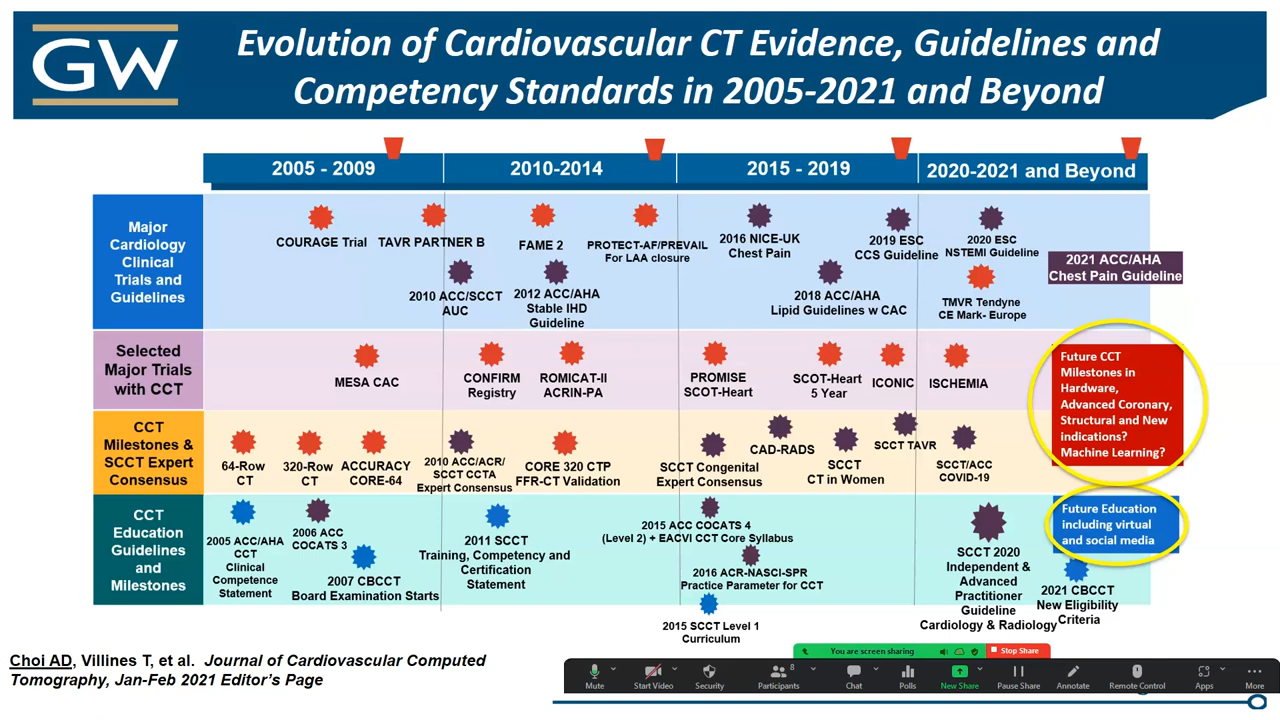 GW
Evolution of Cardiovascular CT Evidence, Guidelines and
Competency Standards in 2005-2021 and Beyond
2005 - 2009
2010-2014
2015 - 2019
2020-2021 and Beyond
Major
Cardiology
Clinical
Trials and
Guidelines
COURAGE Trial
TAVR PARTNER B
FAME 2
PROTECT-AF/PREVAIL
For LAA closure
2016 NICE-UK
Chest Pain
2019 ESC
CCS Guideline
2020 ESC
NSTEMI Guideline
2021 ACC/AHA
Chest Pain Guideline
2010 ACC/SCCT
AUC
2012 ACC/AHA
Stable IHD
Guideline
2018 ACC/AHA
Lipid Guidelines w CAC
TMVR Tendyne
CE Mark- Europe
Selected
Major Trials
with CCT
MESA CAC
CONFIRM
Registry
ROMICAT-II
ACRIN-PA
PROMISE
SCOT-Heart
SCOT-Heart
5 Year
ICONIC
ISCHEMIA
Future CCT
Milestones in
Hardware,
Advanced Coronary,
Structural and New
indications?
Machine Learning?
CCT
Milestones &
SCCT Expert
Consensus
64-Row
CT
320-Row
CT
ACCURACY
CORE-64
2010 ACC/ACR/
SCCT CCTA
Expert Consensus
CORE 320 CTP
FFR-CT Validation
SCCT Congenital
Expert Consensus
CAD-RADS
SCCT
CT in Women
SCCT TAVR
SCCT/ACC
COVID-19
CCT
Education
Guidelines
and
Milestones
2005 ACC/AHA
CCT
Clinical
Competence
Statement
2006 ACC
COCATS 3
2007 CBCCT
Board Examination Starts
2011 SCCT
Training, Competency and
Certification
Statement
2015 ACC COCATS 4
(Level 2) + EACVI CCT Core Syllabus
2016 ACR-NASCI-SPR
Practice Parameter for CCT
2015 SCCT Level 1
Curriculum
SCCT 2020
Independent &
Advanced
Practitioner
Guideline
Cardiology & Radiology
Future Education
including virtual
and social media
2021 CBCCT
New Eligibility
Criteria
Choi AD, Villines T, et al. Journal of Cardiovascular Computed
Tomography, Jan-Feb 2021 Editor's Page
You are screen sharing
Stop Share
Mute
Start Video
Security
Participants
8
Chat
Polls
New Share
Pause Share
Annotate
Remote Control
Apps
More